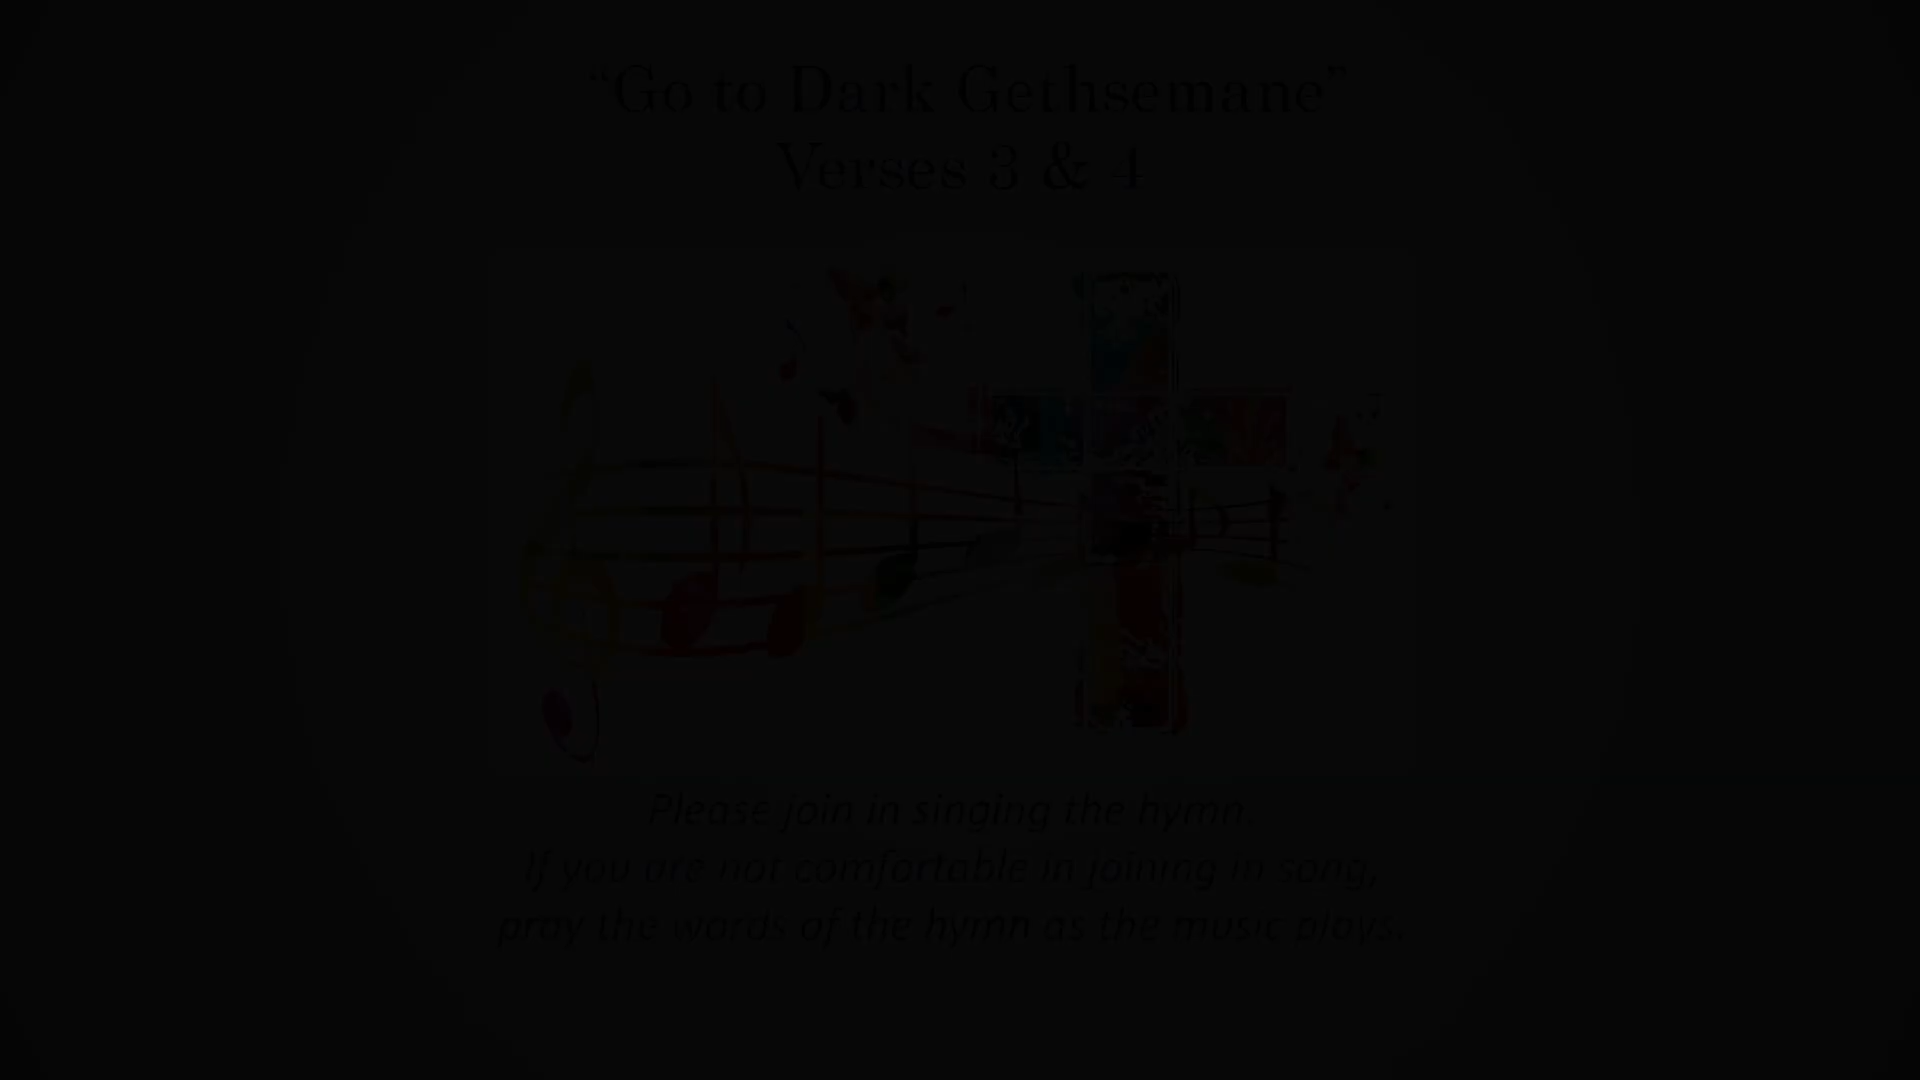 “Go to Dark Gethsemane”
Verses 3 & 4
Please join in singing the hymn.
If you are not comfortable in joining in song,
pray the words of the hymn as the music plays.